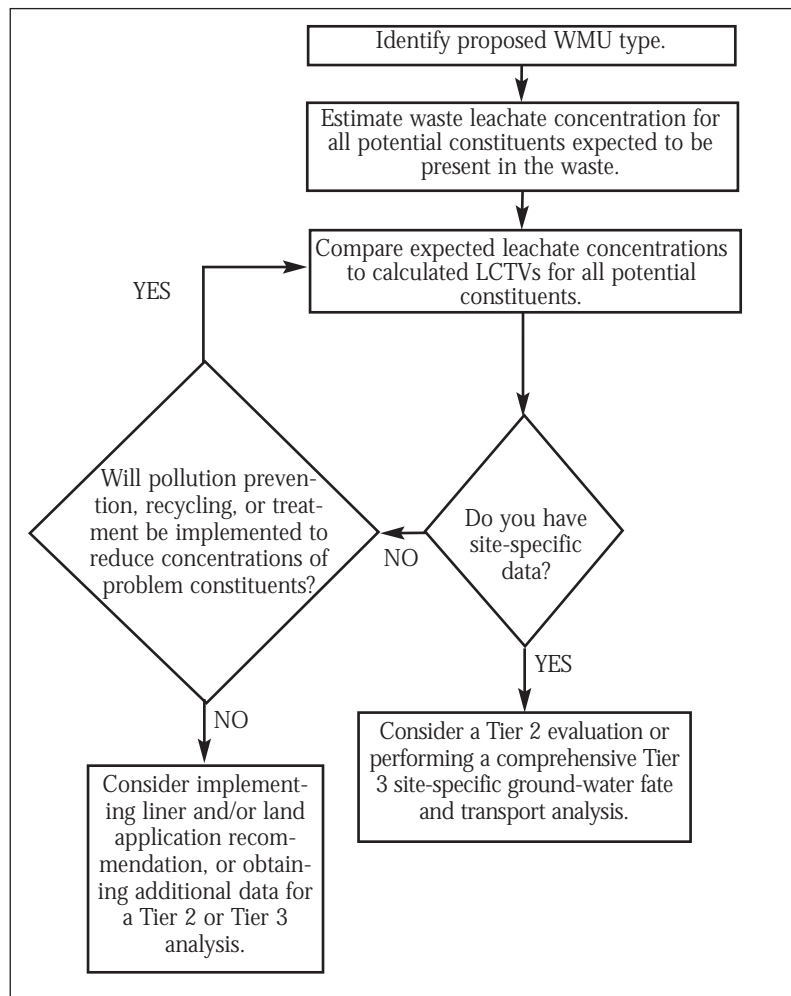 Identify proposed WMU type.
Estimate waste leachate concentration for
all potential constituents expected to be
present in the waste.
Compare expected leachate concentrations
to calculated LCTVs for all potential
constituents.
YES
Will pollution preven-
tion, recycling, or treat-
ment be implemented to
reduce concentrations of
problem constituents?
NO
Do you have
site-specific
data?
YES
NO
Consider a Tier 2 evaluation or
performing a comprehensive Tier
3 site-specific ground-water fate
and transport analysis.
Consider implement-
ing liner and/or land
application recom-
mendation, or obtain-
ing additional data for
a Tier 2 or Tier 3
analysis.